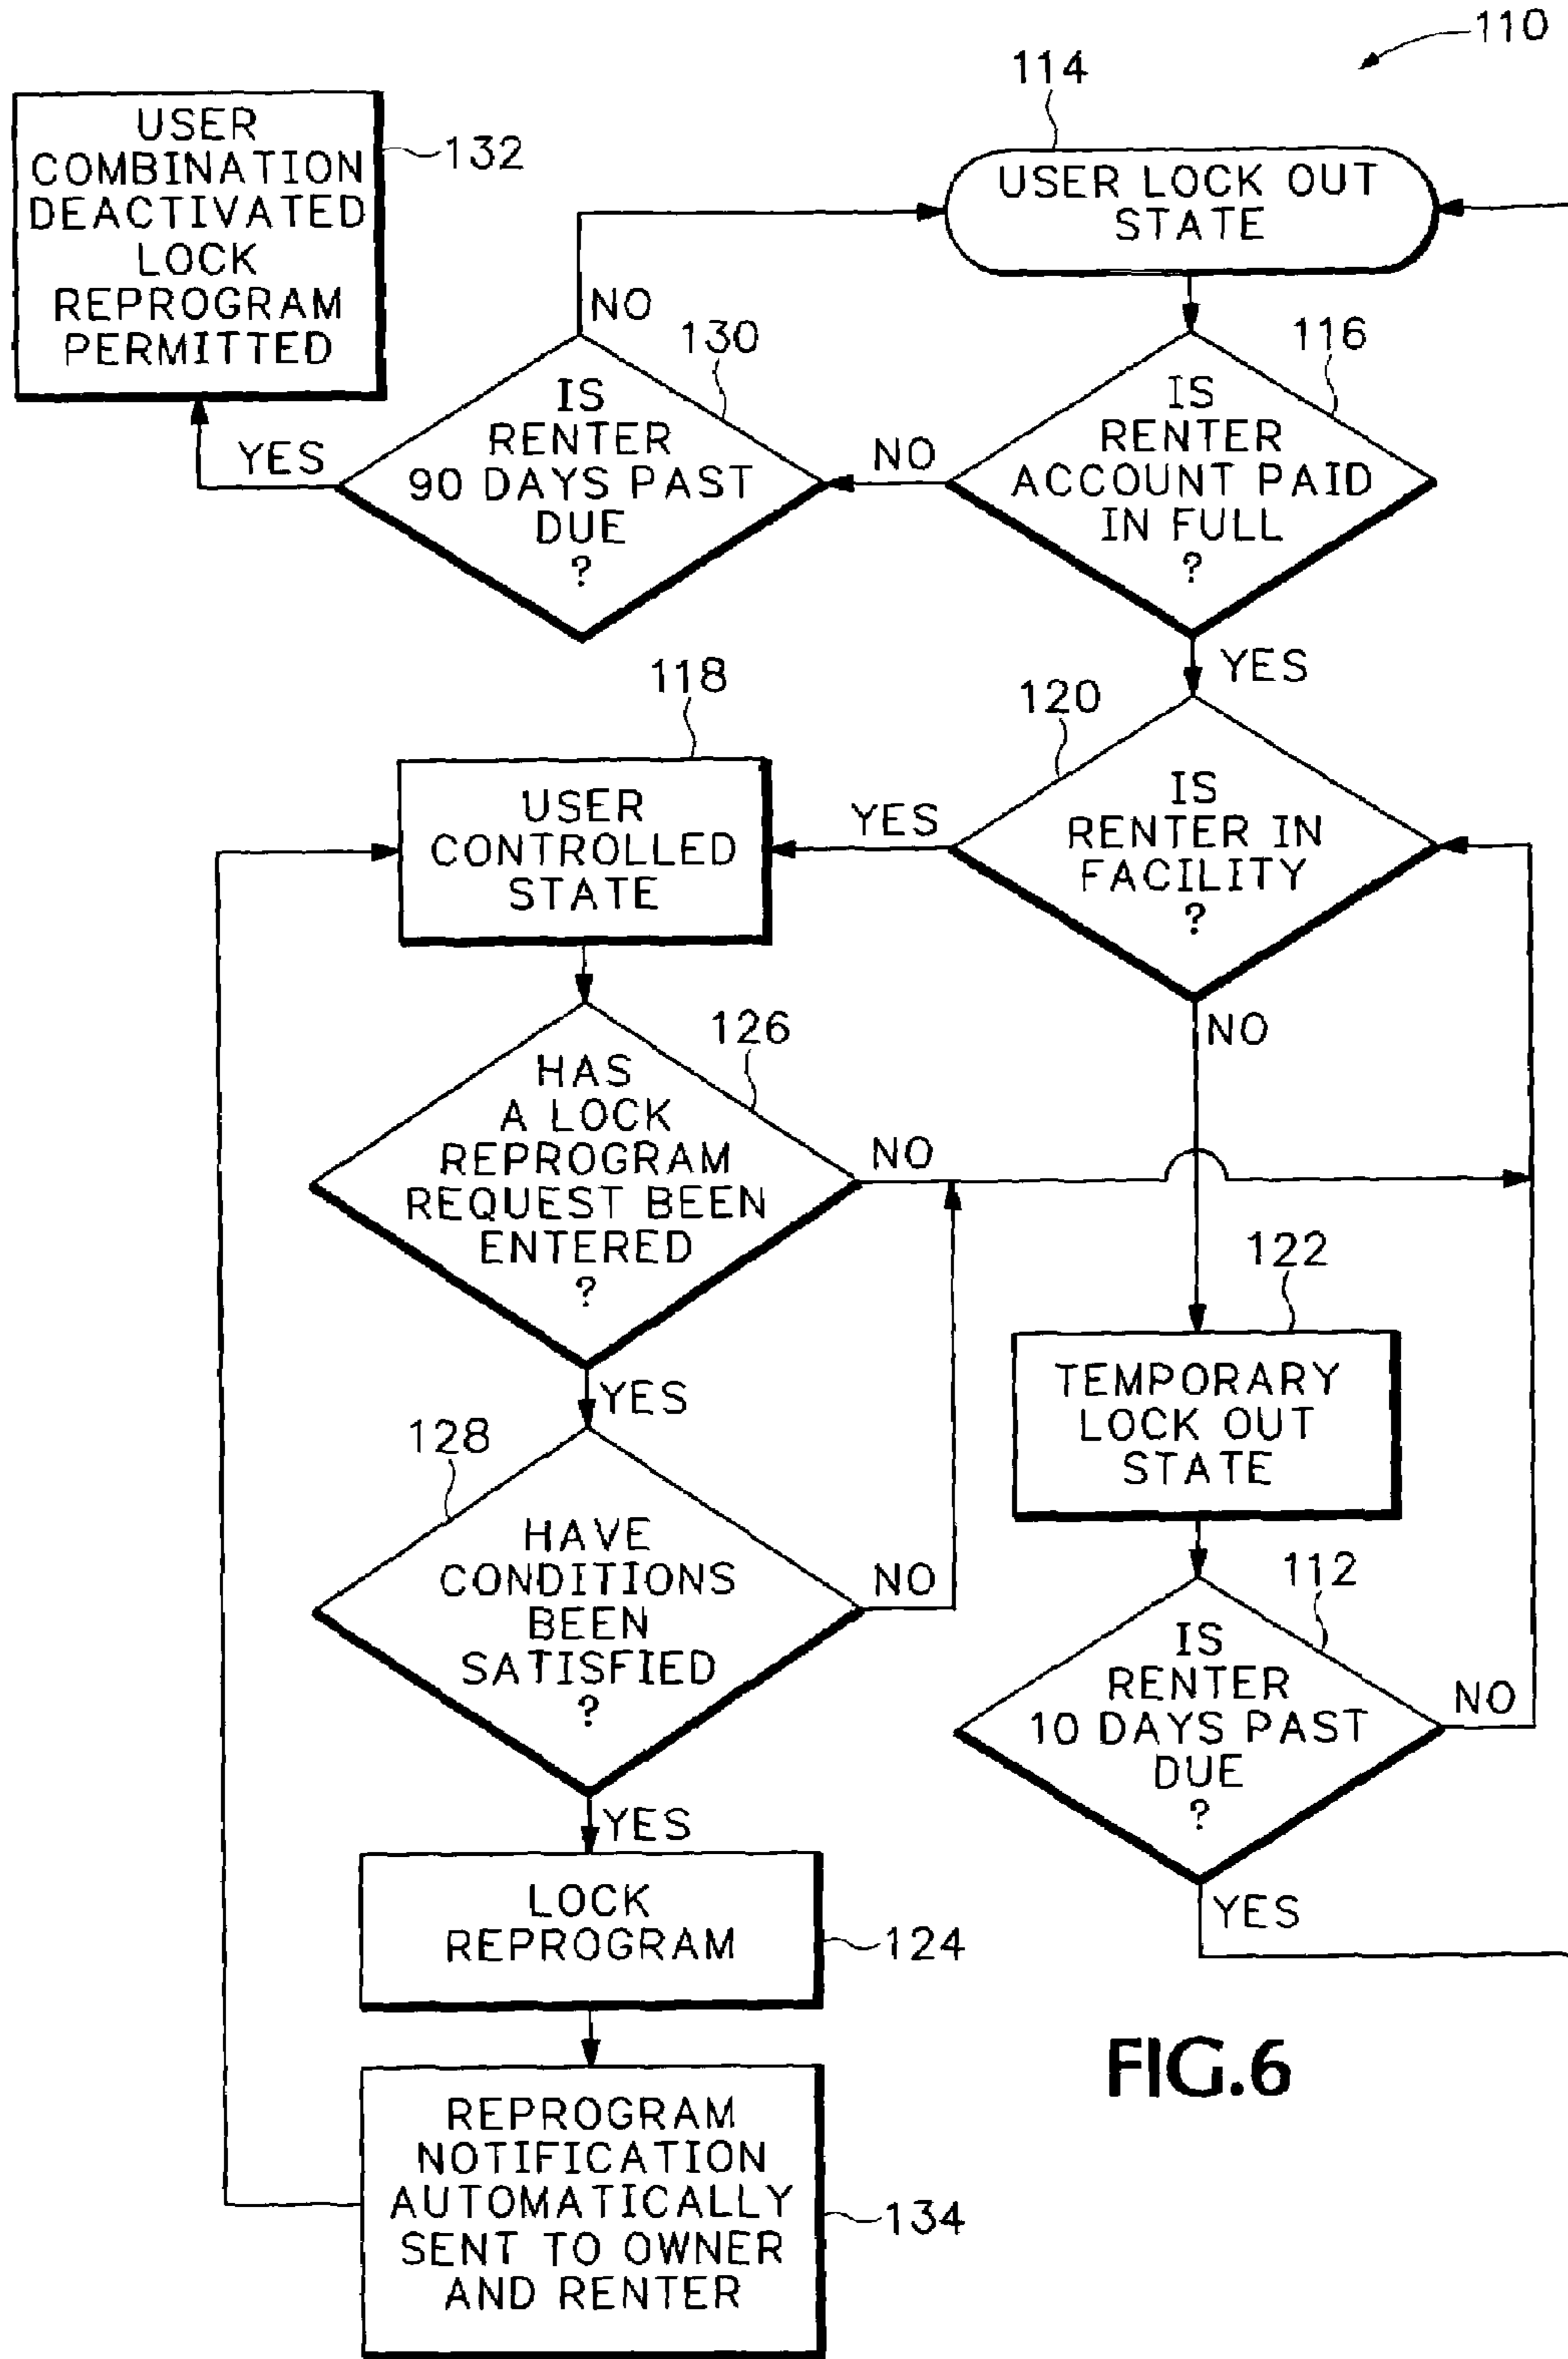 110
114
USER
COMBINATION
DEACTIVATED
LOCK
REPROGRAM
PERMITTED
132
USER LOCK OUT
STATE
NO
130
116
IS
RENTER
90 DAYS PAST
DUE
?
YES
NO
IS
RENTER
ACCOUNT PAID
IN FULL
?
YES
118
120
USER
CONTROLLED
STATE
YES
IS
RENTER IN
FACILITY
?
NO
126
HAS
A LOCK
REPROGRAM
REQUEST BEEN
ENTERED
?
NO
YES
122
TEMPORARY
LOCK OUT
STATE
128
HAVE
CONDITIONS
BEEN
SATISFIED
?
NO
112
IS
RENTER
10 DAYS PAST
DUE
?
NO
YES
YES
LOCK
REPROGRAM
124
FIG.6
REPROGRAM
NOTIFICATION
AUTOMATICALLY
SENT TO OWNER
AND RENTER
134